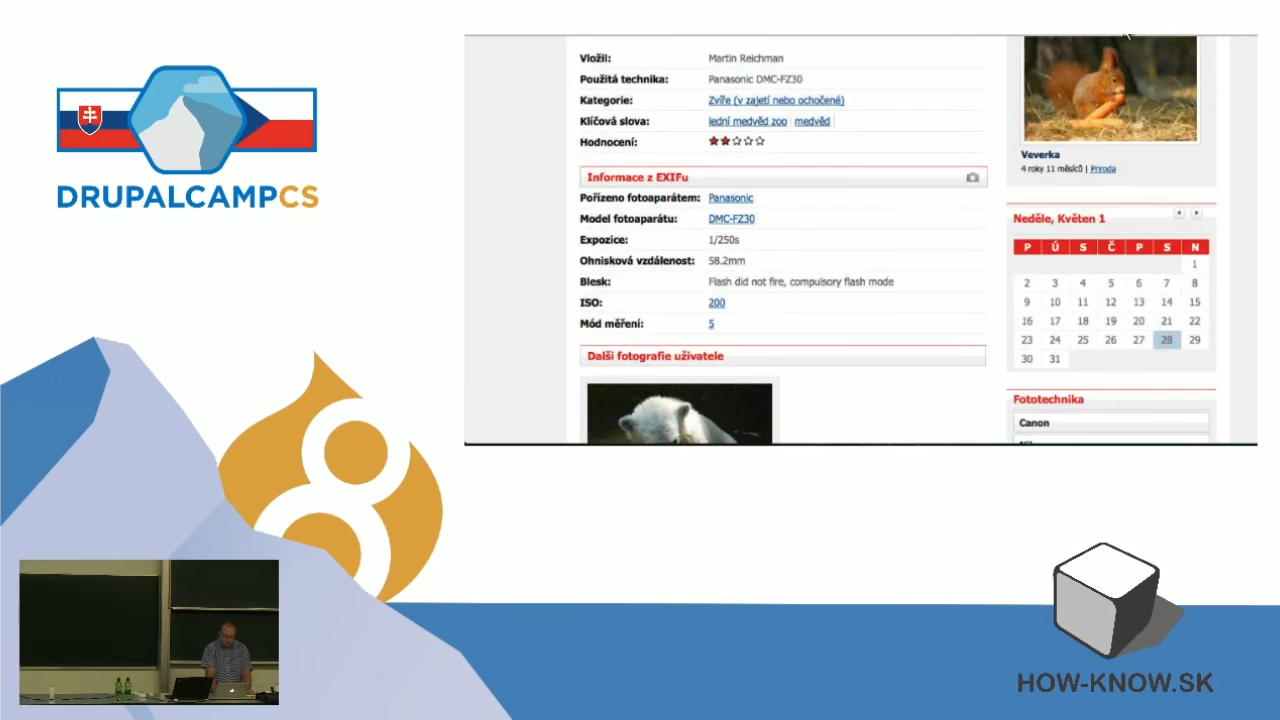 DRUPALCAMPCS
Vložil: Martin Reichman
Použitá technika: Panasonic DMC-FZ30
Kategorie: Zvíře (v zajetí nebo ochočené)
Klíčová slova: lední medvěd zoo medvěd
Hodnocení:
Informace z EXIFu
Pořízeno fotoaparátem: Panasonic
Model fotoaparátu: DMC-FZ30
Expozice: 1/250s
Ohnisková vzdálenost: 58.2mm
Blesk: Flash did not fire, compulsory flash mode
ISO: 200
Mód měření: 5
Další fotografie uživatele
Veverka
4 roky 11 měsíců | Priroda
Neděle, Květen 1
P Ú S Č P S N
1
2 3 4 5 6 7 8
9 10 11 12 13 14 15
16 17 18 19 20 21 22
23 24 25 26 27 28 29
30 31
Fototechnika
Canon
HOW-KNOW.SK